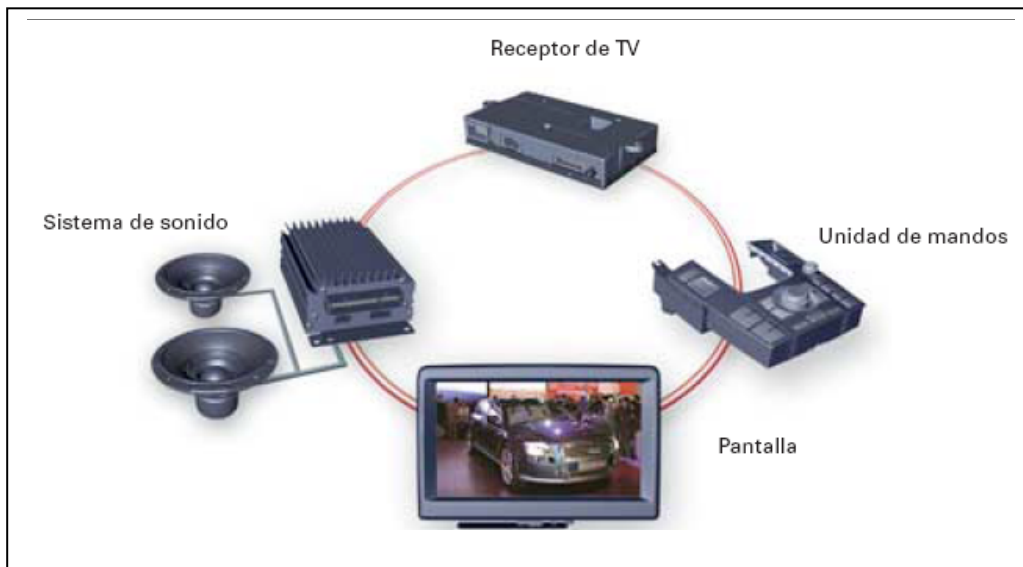 Receptor de TV
Sistema de sonido
Unidad de mandos
Pantalla